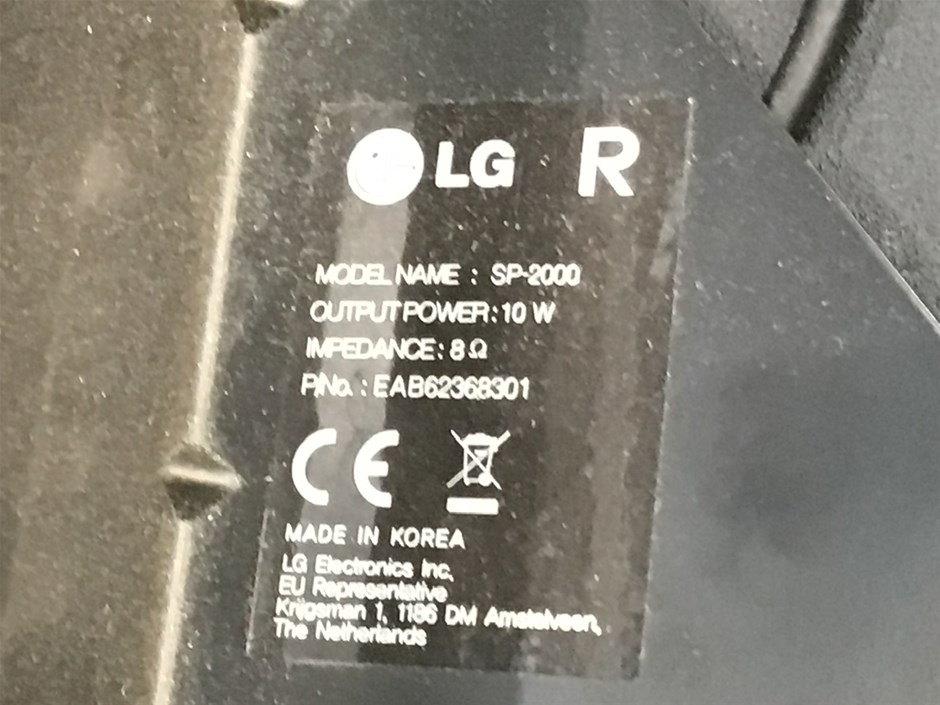 LG R
MODEL NAME : SP-2000
OUTPUT POWER : 10 W
IMPEDANCE : 8 Ω
P/No. : EAB62368301
CE
MADE IN KOREA
LG Electronics Inc.
EU Representative
Krijgsman 1, 1186 DM Amstelveen,
The Netherlands